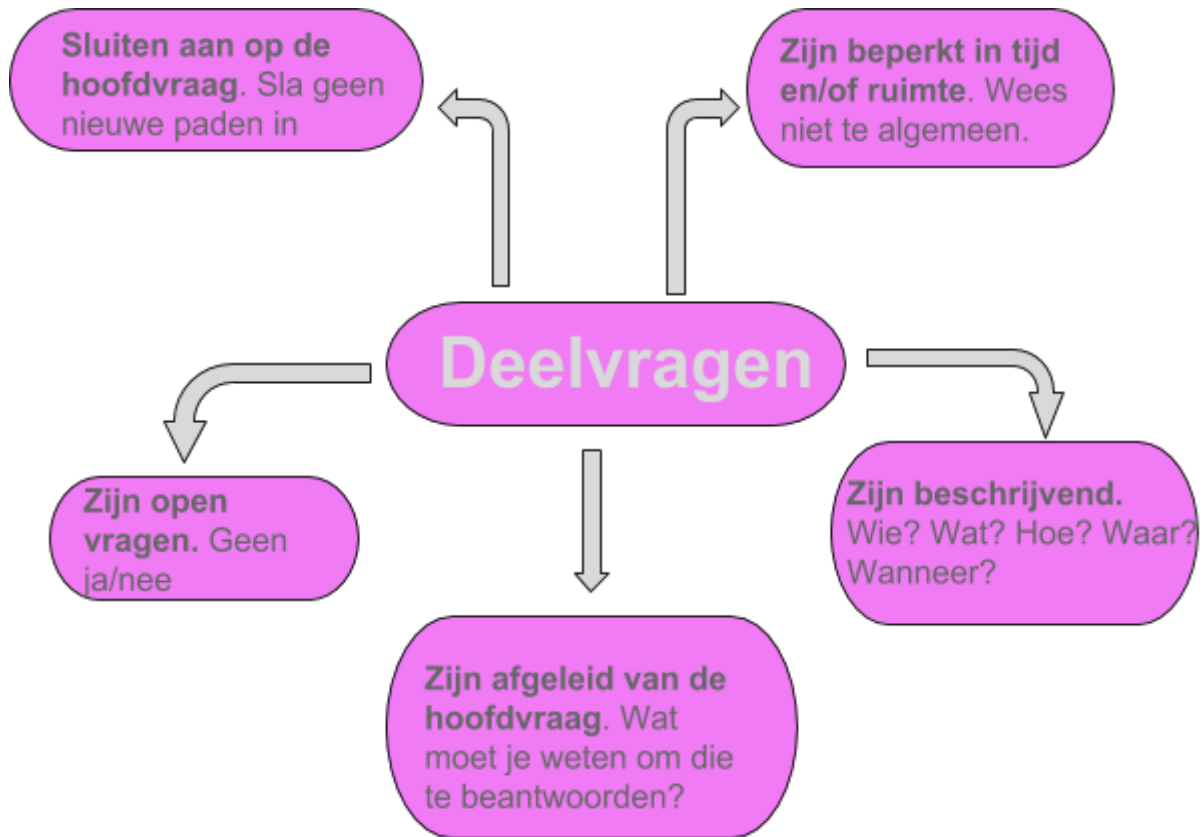 Sluiten aan op de
hoofdvraag. Sla geen
nieuwe paden in
Zijn beperkt in tijd
en/of ruimte. Wees
niet te algemeen.
Deelvragen
Zijn open
vragen. Geen
ja/nee
Zijn beschrijvend.
Wie? Wat? Hoe? Waar?
Wanneer?
Zijn afgeleid van de
hoofdvraag. Wat
moet je weten om die
te beantwoorden?